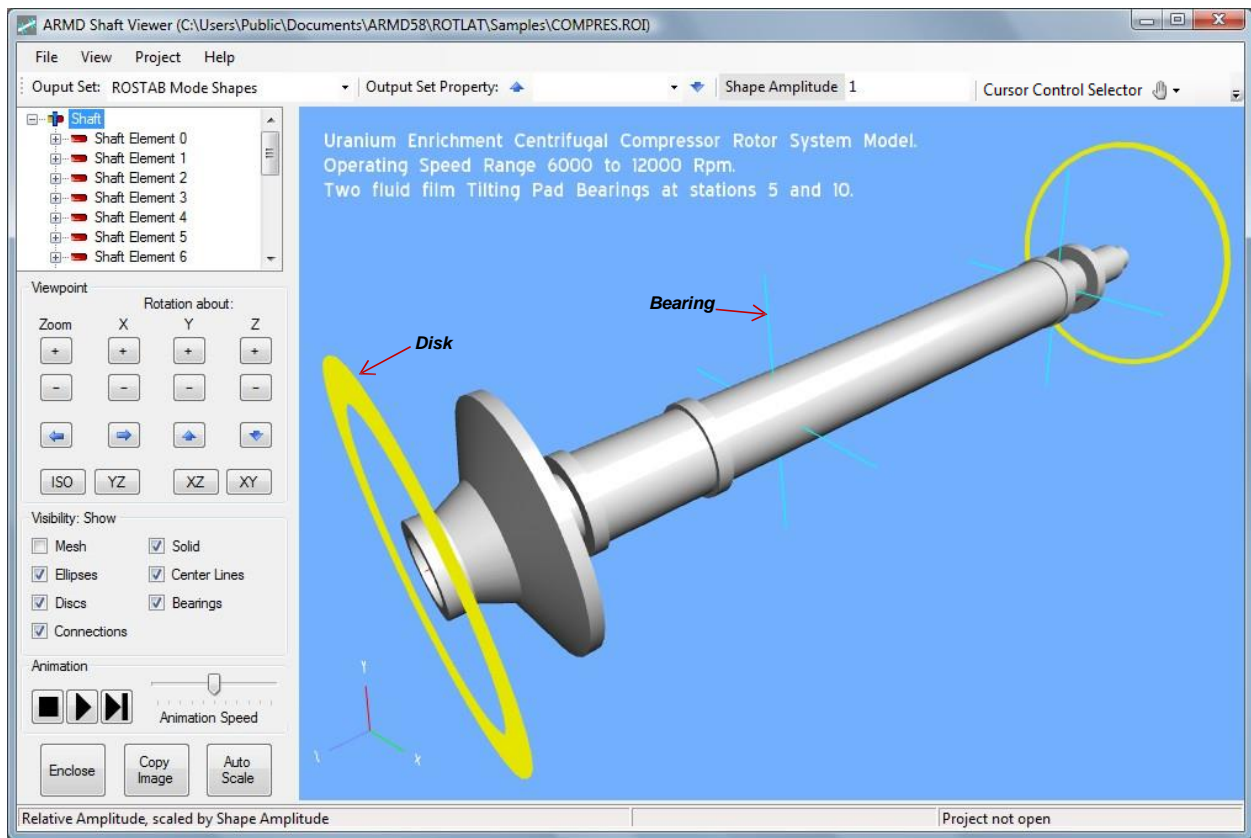 ARMD Shaft Viewer (C:\Users\Public\Documents\ARMD58\ROTLAT\Samples\COMPRES.ROI)
File View Project Help
Ouput Set: ROSTAB Mode Shapes Output Set Property: Shape Amplitude 1 Cursor Control Selector
Shaft
Shaft Element 0
Shaft Element 1
Shaft Element 2
Shaft Element 3
Shaft Element 4
Shaft Element 5
Shaft Element 6
Uranium Enrichment Centrifugal Compressor Rotor System Model.
Operating Speed Range 6000 to 12000 Rpm.
Two fluid film Tilting Pad Bearings at stations 5 and 10.
Bearing
Disk
Viewpoint
Rotation about:
Zoom X Y Z
+ + + +
- - - -
ISO YZ XZ XY
Visibility: Show
Mesh Solid
Ellipses Center Lines
Discs Bearings
Connections
Animation
Animation Speed
Enclose Copy Image Auto Scale
Y
Z X
Relative Amplitude, scaled by Shape Amplitude Project not open